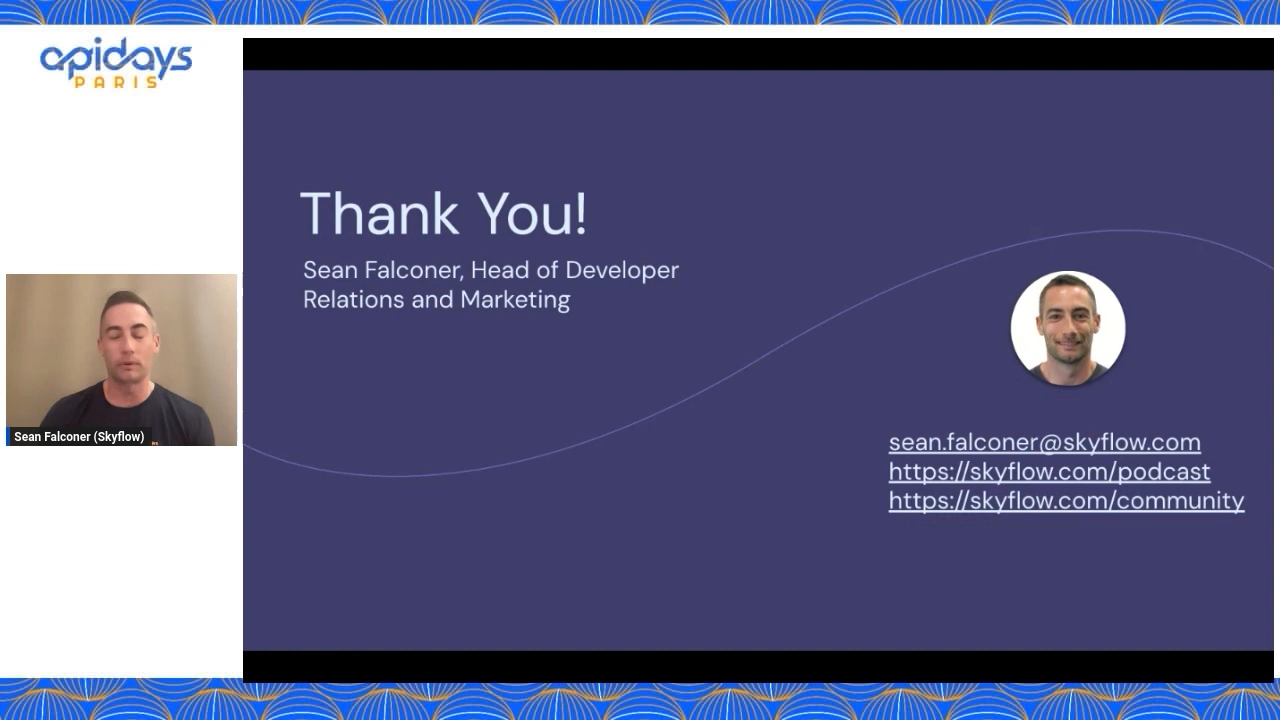 apidays
PARIS
Thank You!
Sean Falconer, Head of Developer
Relations and Marketing
Sean Falconer (Skyflow)
sean.falconer@skyflow.com
https://skyflow.com/podcast
https://skyflow.com/community